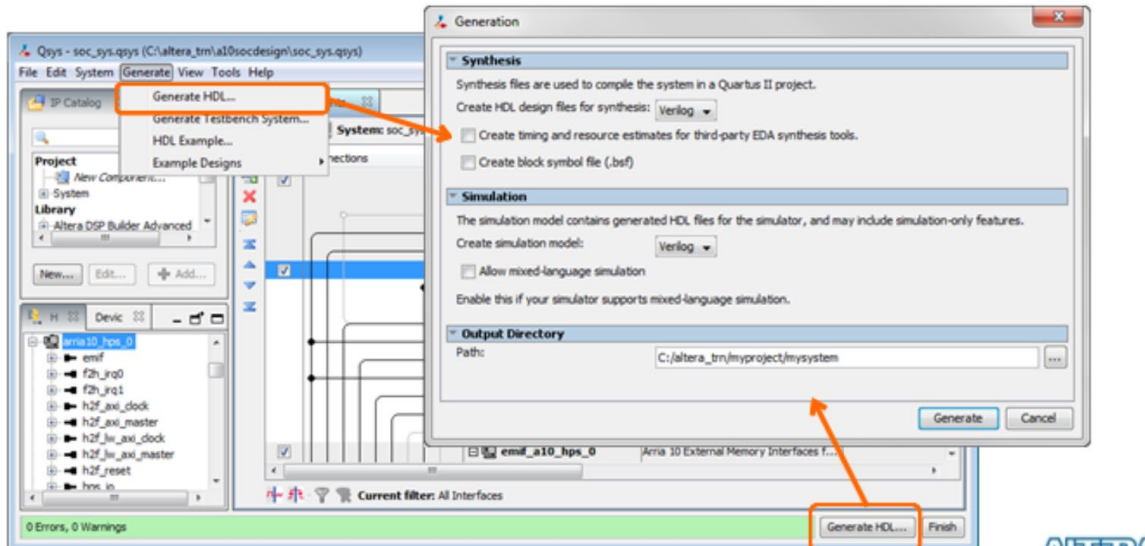 Qsys - soc_sys.qsys (C:\altera_trn\a10socdesign\soc_sys.qsys)
File Edit System Generate View Tools Help
IP Catalog
Generate HDL...
Generate Testbench System...
HDL Example...
Example Designs
System: soc_sy
nections
Project
New Component...
System
Library
Altera DSP Builder Advanced
New... Edit... Add...
H Devic
arria10_hps_0
emif
f2h_irq0
f2h_irq1
h2f_axi_clock
h2f_axi_master
h2f_lw_axi_clock
h2f_lw_axi_master
h2f_reset
hps_io
emif_a10_hps_0 Arria 10 External Memory Interfaces f...
Current filter: All Interfaces
0 Errors, 0 Warnings
Generate HDL... Finish
Generation
Synthesis
Synthesis files are used to compile the system in a Quartus II project.
Create HDL design files for synthesis: Verilog
Create timing and resource estimates for third-party EDA synthesis tools.
Create block symbol file (.bsf)
Simulation
The simulation model contains generated HDL files for the simulator, and may include simulation-only features.
Create simulation model: Verilog
Allow mixed-language simulation
Enable this if your simulator supports mixed-language simulation.
Output Directory
Path: C:/altera_trn/myproject/mysystem ...
Generate Cancel